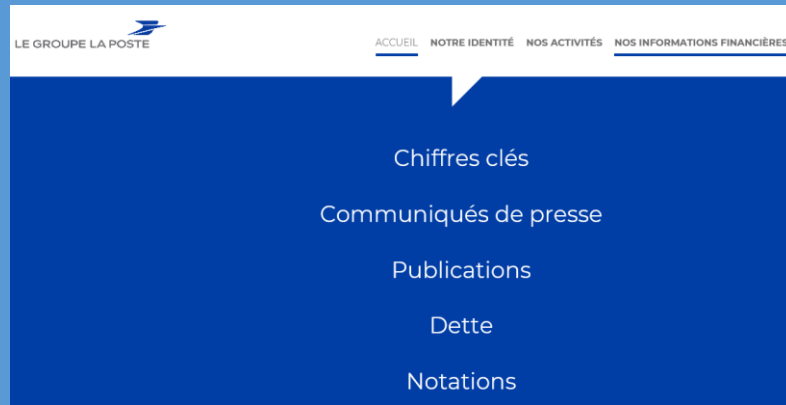 LE GROUPE LA POSTE
ACCUEIL NOTRE IDENTITÉ NOS ACTIVITÉS NOS INFORMATIONS FINANCIÈRES
Chiffres clés
Communiqués de presse
Publications
Dette
Notations